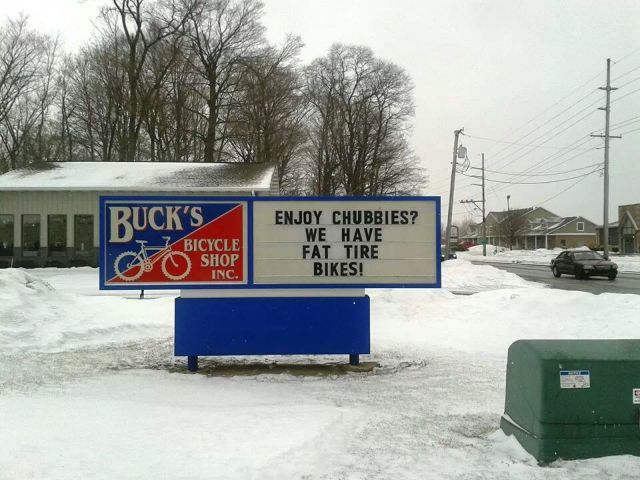 BUCK'S
BICYCLE
SHOP
INC.
ENJOY CHUBBIES?
WE HAVE
FAT TIRE
BIKES!